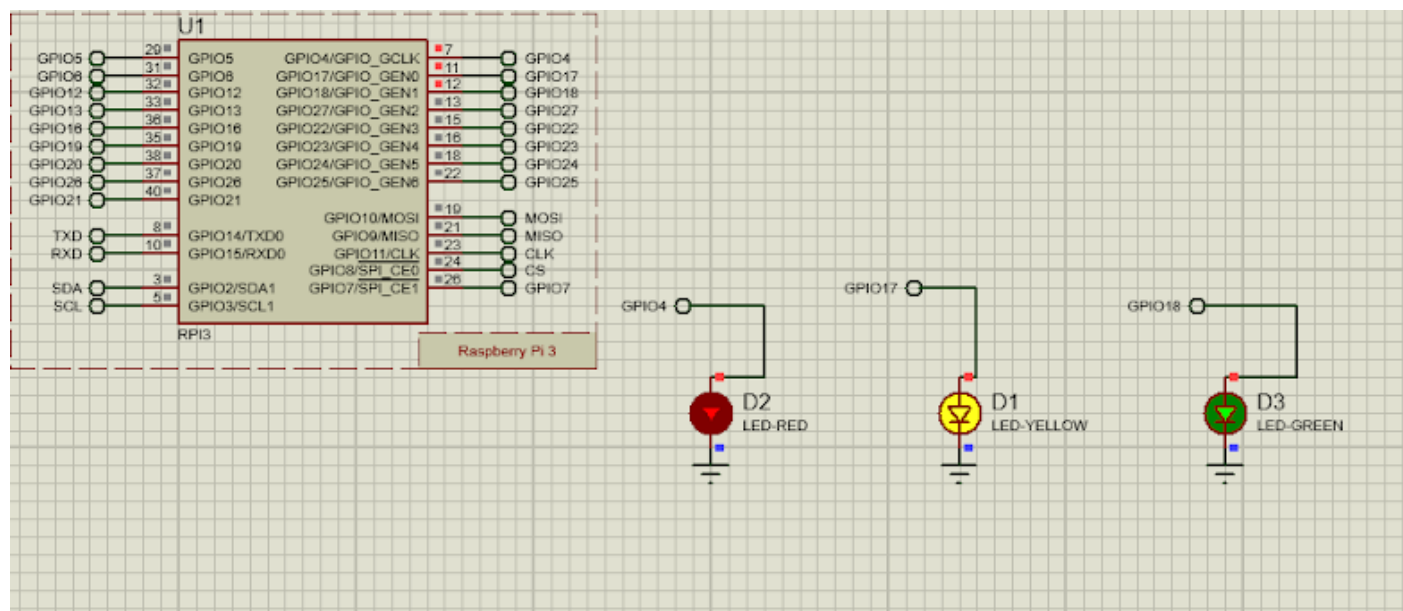 U1
GPIO5 29 GPIO5 GPIO4/GPIO_GCLK 7 GPIO4
GPIO6 31 GPIO6 GPIO17/GPIO_GEN0 11 GPIO17
GPIO12 32 GPIO12 GPIO18/GPIO_GEN1 12 GPIO18
GPIO13 33 GPIO13 GPIO27/GPIO_GEN2 13 GPIO27
GPIO16 36 GPIO16 GPIO22/GPIO_GEN3 15 GPIO22
GPIO19 35 GPIO19 GPIO23/GPIO_GEN4 16 GPIO23
GPIO20 38 GPIO20 GPIO24/GPIO_GEN5 18 GPIO24
GPIO26 37 GPIO26 GPIO25/GPIO_GEN6 22 GPIO25
GPIO21 40 GPIO21
GPIO10/MOSI 19 MOSI
TXD 8 GPIO14/TXD0 GPIO9/MISO 21 MISO
RXD 10 GPIO15/RXD0 GPIO11/CLK 23 CLK
GPIO8/SPI_CE0 24 CS
SDA 3 GPIO2/SDA1 GPIO7/SPI_CE1 26 GPIO7
SCL 5 GPIO3/SCL1
RPI3
Raspberry Pi 3
GPIO4
GPIO17
GPIO18
D2
LED-RED
D1
LED-YELLOW
D3
LED-GREEN